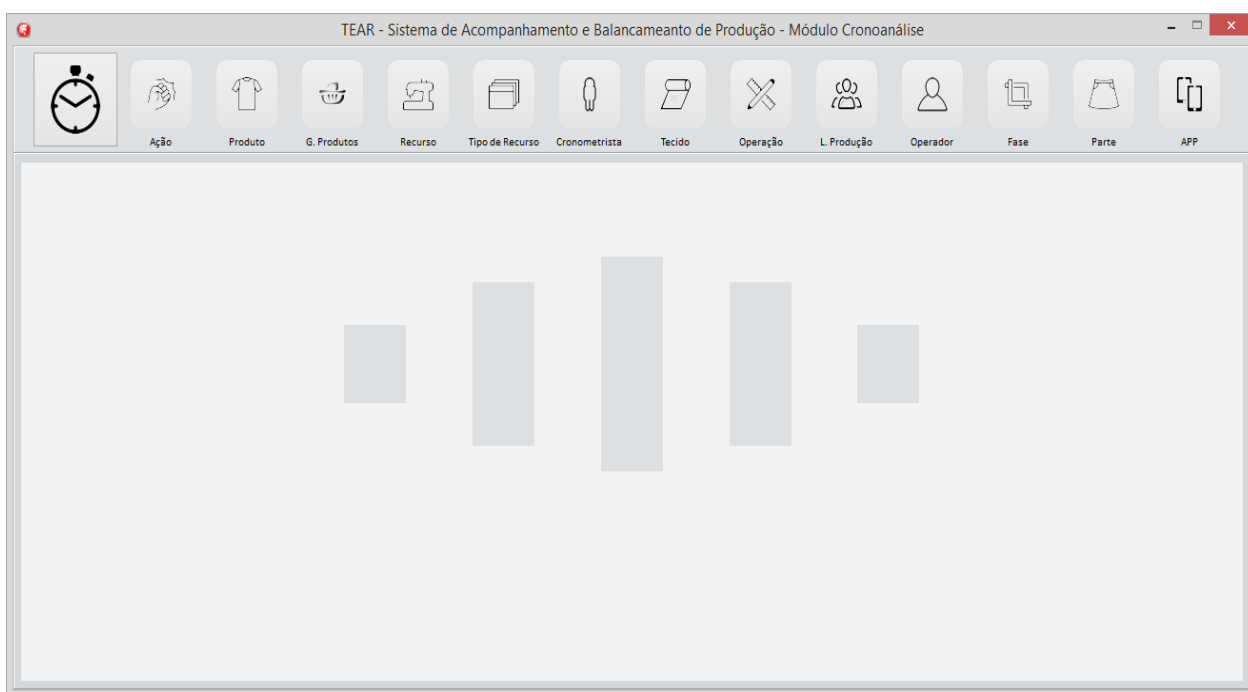 TEAR - Sistema de Acompanhamento e Balancameanto de Produção - Módulo Cronoanálise
Ação Produto G. Produtos Recurso Tipo de Recurso Cronometrista Tecido Operação L. Produção Operador Fase Parte APP